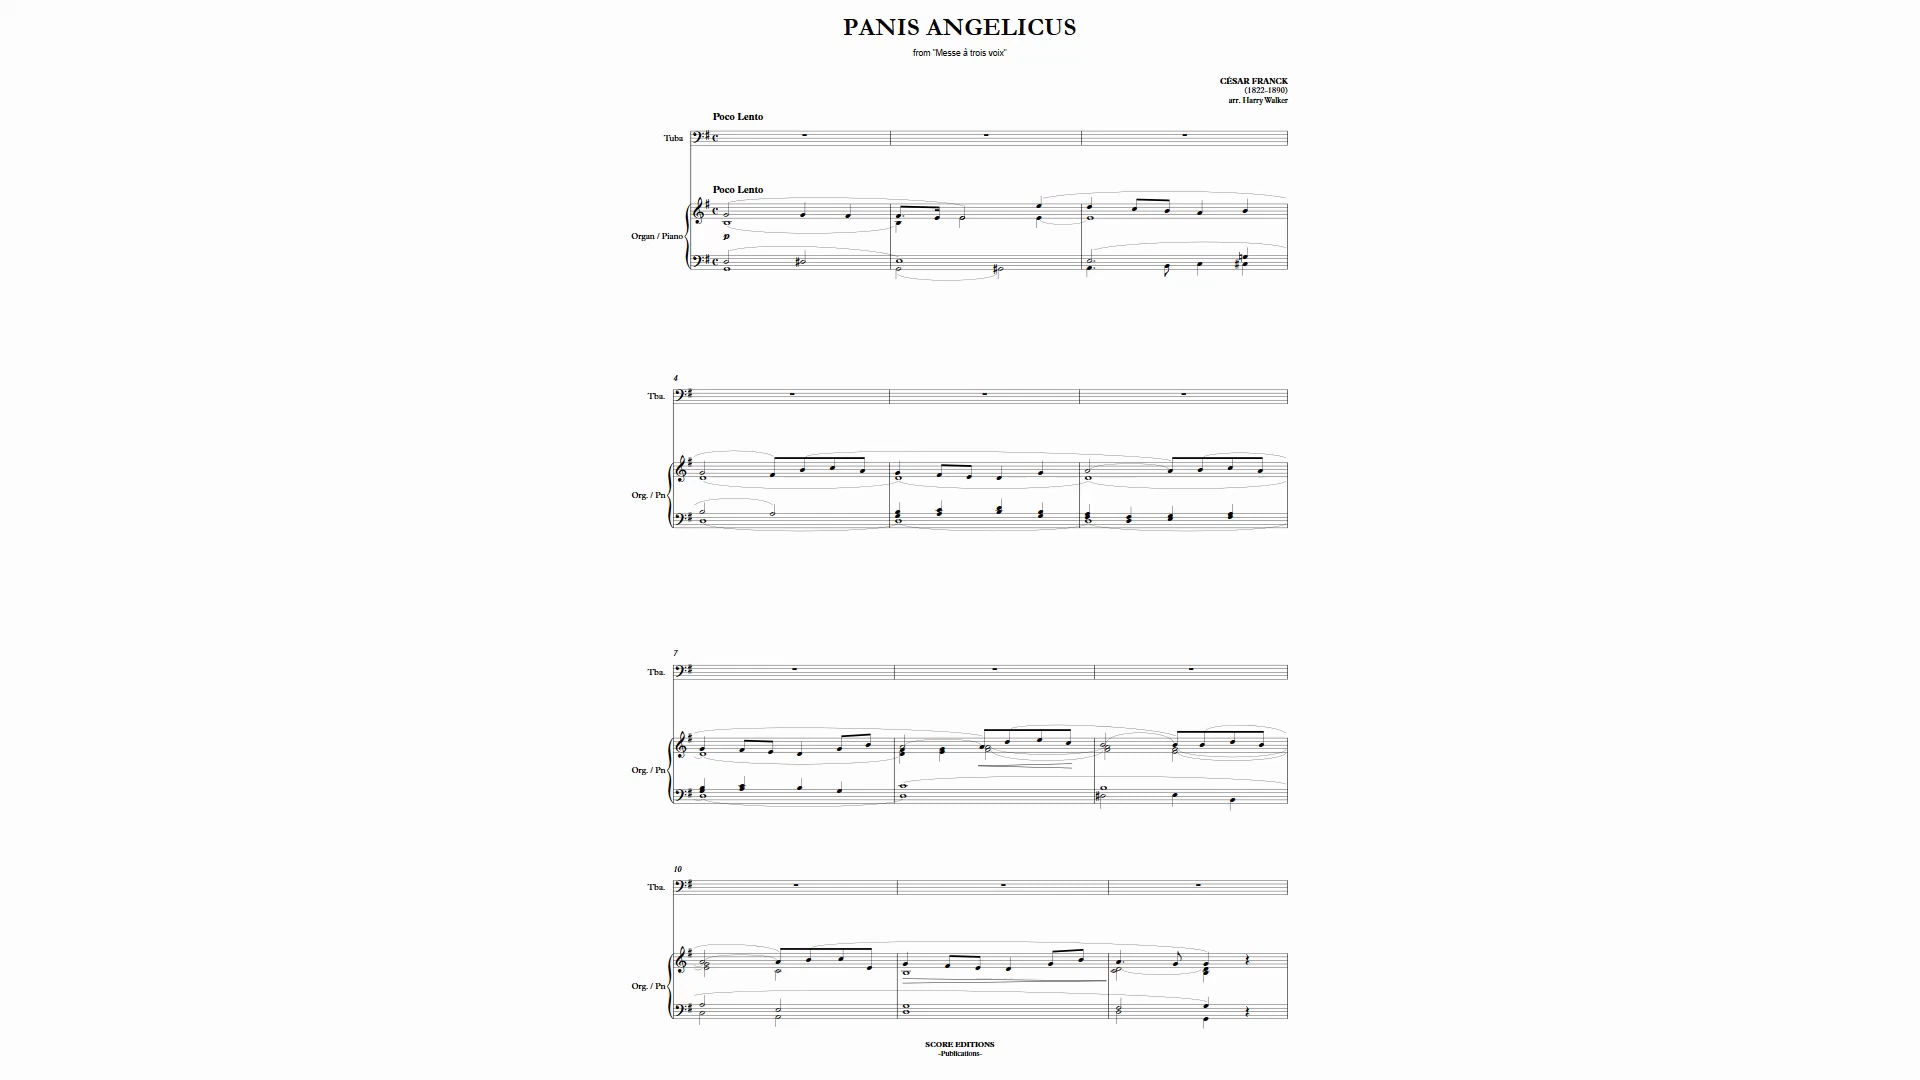 PANIS ANGELICUS
from "Messe à trois voix"
CÉSAR FRANCK
(1822-1890)
arr. Harry Walker
Poco Lento
Tuba
Poco Lento
Organ / Piano
p
4
Tba.
Org. / Pn
7
Tba.
Org. / Pn
10
Tba.
Org. / Pn
SCORE EDITIONS
-Publications-